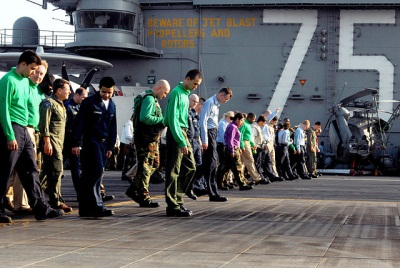 BEWARE OF JET BLAST
PROPELLERS AND
ROTORS
75